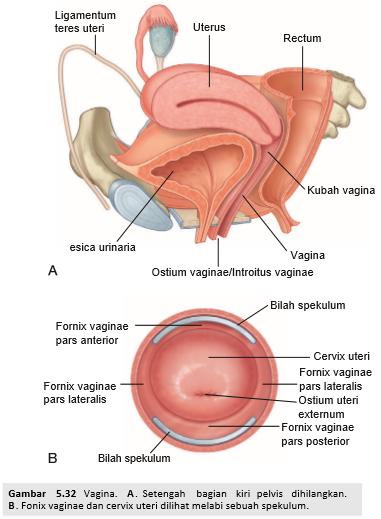 Ligamentum
teres uteri
Uterus
Rectum
Kubah vagina
esica urinaria
Vagina
A
Ostium vaginae/Introitus vaginae
Bilah spekulum
Fornix vaginae
pars anterior
Cervix uteri
Fornix vaginae
pars lateralis
Fornix vaginae
pars lateralis
Ostium uteri
externum
Fornix vaginae
pars posterior
B
Bilah spekulum
Gambar 5.32 Vagina. A. Setengah bagian kiri pelvis dihilangkan.
B. Fonix vaginae dan cervix uteri dilihat melabi sebuah spekulum.